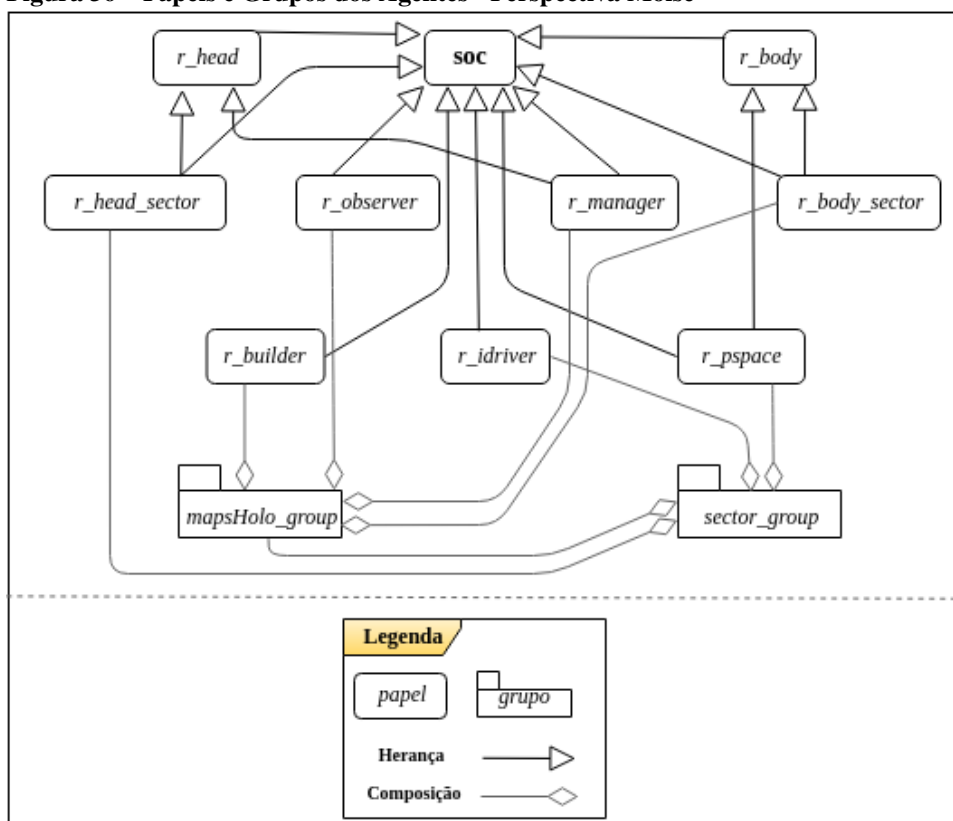 Figura 30 – Papéis e Grupos dos Agentes - Perspectiva Moise
r_head
soc
r_body
r_head_sector
r_observer
r_manager
r_body_sector
r_builder
r_idriver
r_pspace
mapsHolo_group
sector_group
Legenda
papel
grupo
Herança
Composição